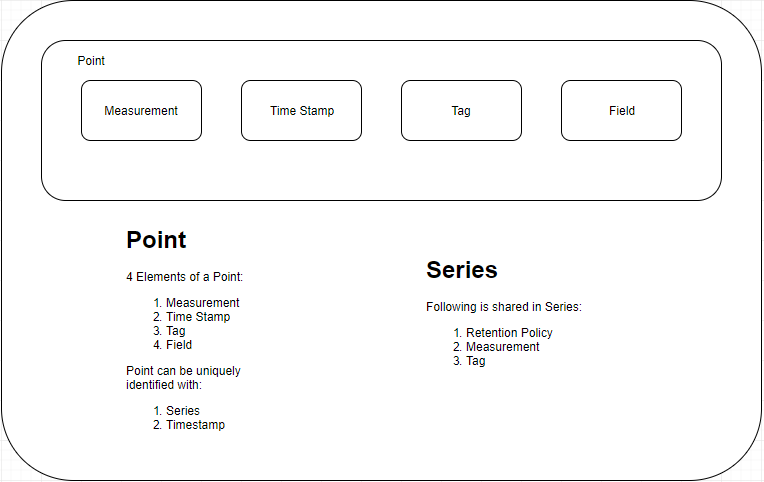 Point
Measurement
Time Stamp
Tag
Field
Point
4 Elements of a Point:
1. Measurement
2. Time Stamp
3. Tag
4. Field
Point can be uniquely
identified with:
1. Series
2. Timestamp
Series
Following is shared in Series:
1. Retention Policy
2. Measurement
3. Tag